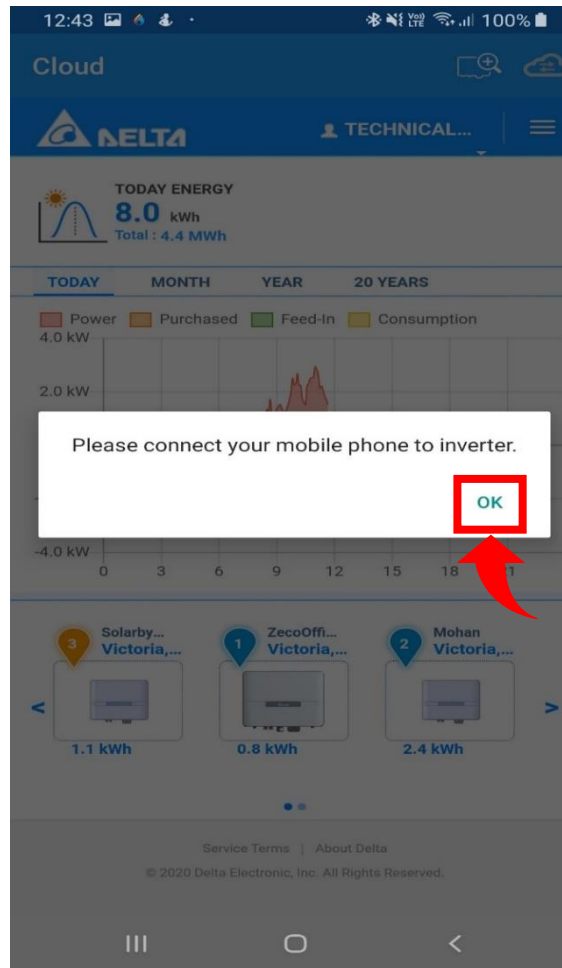 12:43 100%
Cloud
DELTA TECHNICAL...
TODAY ENERGY
8.0 kWh
Total : 4.4 MWh
TODAY MONTH YEAR 20 YEARS
Power Purchased Feed-In Consumption
4.0 kW
2.0 kW
Please connect your mobile phone to inverter.
OK
-4.0 kW
0 3 6 9 12 15 18 21
3 Solarby... 1 ZecoOffi... 2 Mohan
Victoria,... Victoria,... Victoria,...
< >
1.1 kWh 0.8 kWh 2.4 kWh
Service Terms | About Delta
© 2020 Delta Electronic, Inc. All Rights Reserved.